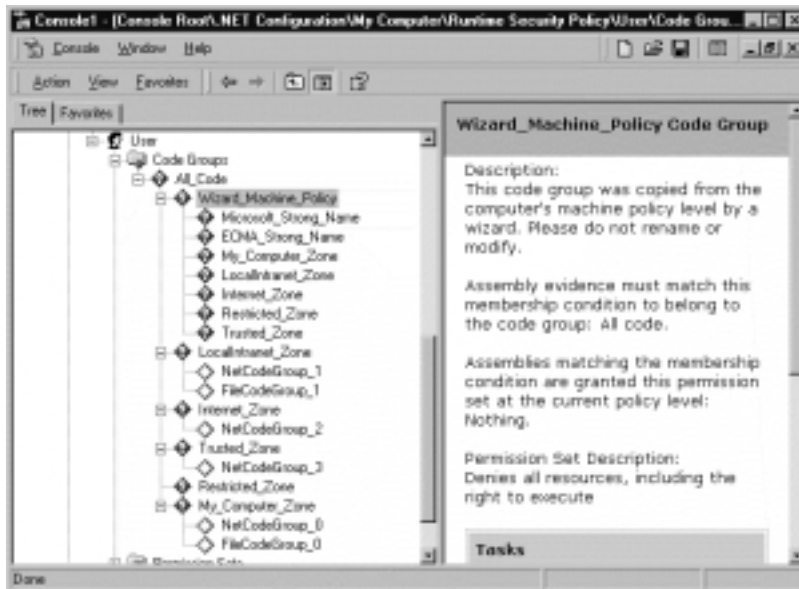 Console1 - [Console Root\.NET Configuration\My Computer\Runtime Security Policy\User\Code Grou...
Console Window Help
Action View Favorites
Tree Favorites
User
Code Groups
All_Code
Wizard_Machine_Policy
Microsoft_Strong_Name
ECMA_Strong_Name
My_Computer_Zone
LocalIntranet_Zone
Internet_Zone
Restricted_Zone
Trusted_Zone
LocalIntranet_Zone
NetCodeGroup_1
FileCodeGroup_1
Internet_Zone
NetCodeGroup_2
Trusted_Zone
NetCodeGroup_3
Restricted_Zone
My_Computer_Zone
NetCodeGroup_0
FileCodeGroup_0
Permission Sets
Wizard_Machine_Policy Code Group
Description:
This code group was copied from the
computer's machine policy level by a
wizard. Please do not rename or
modify.
Assembly evidence must match this
membership condition to belong to
the code group: All code.
Assemblies matching the membership
condition are granted this permission
set at the current policy level:
Nothing.
Permission Set Description:
Denies all resources, including the
right to execute
Tasks
Done